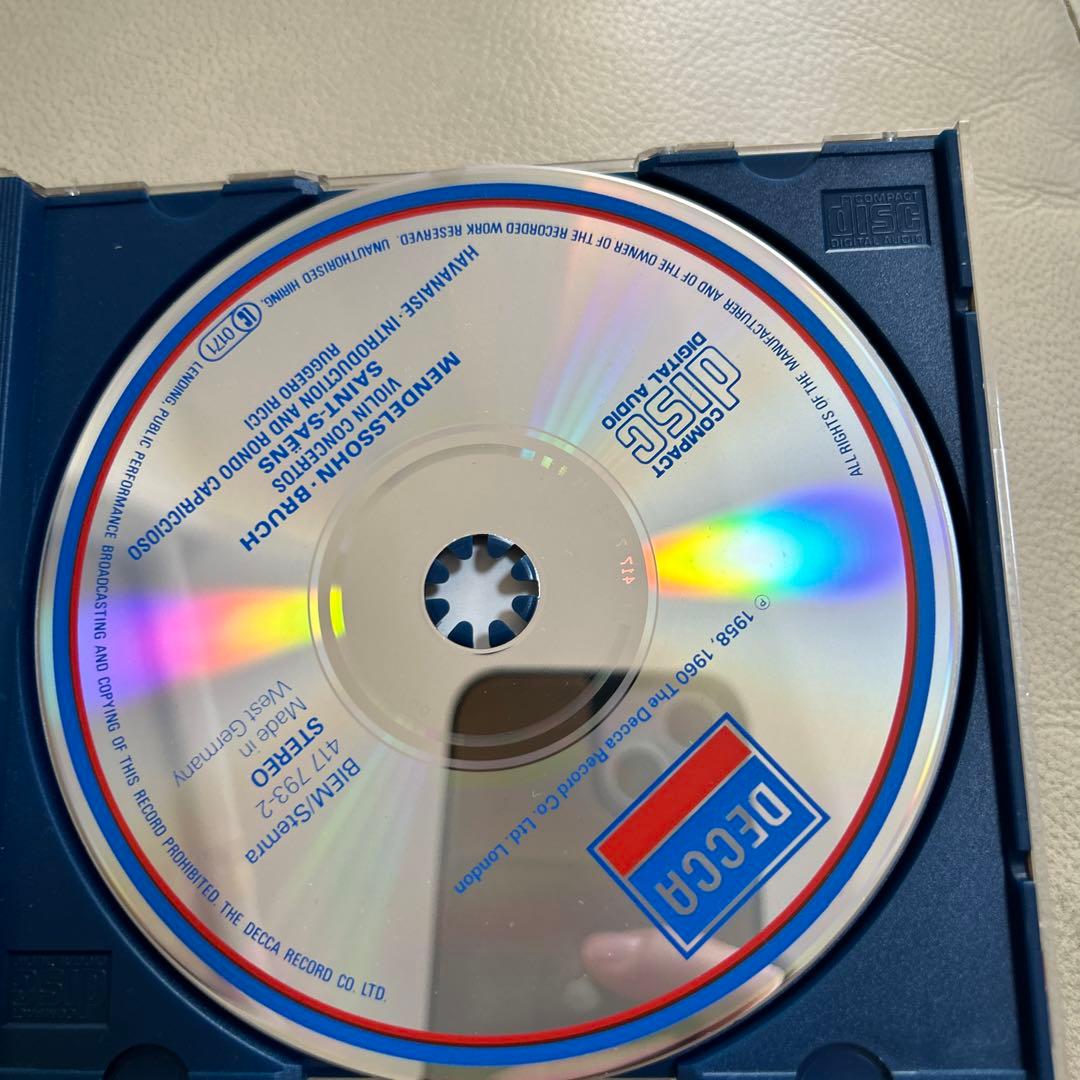 DECCA
COMPACT
disc
DIGITAL AUDIO
℗ 1958, 1960 The Decca Record Co. Ltd. London
BIEM/Stemra
417 793-2
STEREO
Made in
West Germany
MENDELSSOHN · BRUCH
VIOLIN CONCERTOS
SAINT-SAËNS
HAVANAISE · INTRODUCTION AND RONDO CAPRICCIOSO
RUGGERO RICCI
ALL RIGHTS OF THE MANUFACTURER AND OF THE OWNER OF THE RECORDED WORK RESERVED. UNAUTHORISED HIRING, LENDING, PUBLIC PERFORMANCE BROADCASTING AND COPYING OF THIS RECORD PROHIBITED. THE DECCA RECORD CO. LTD.
LC 0171
COMPACT
disc
DIGITAL AUDIO